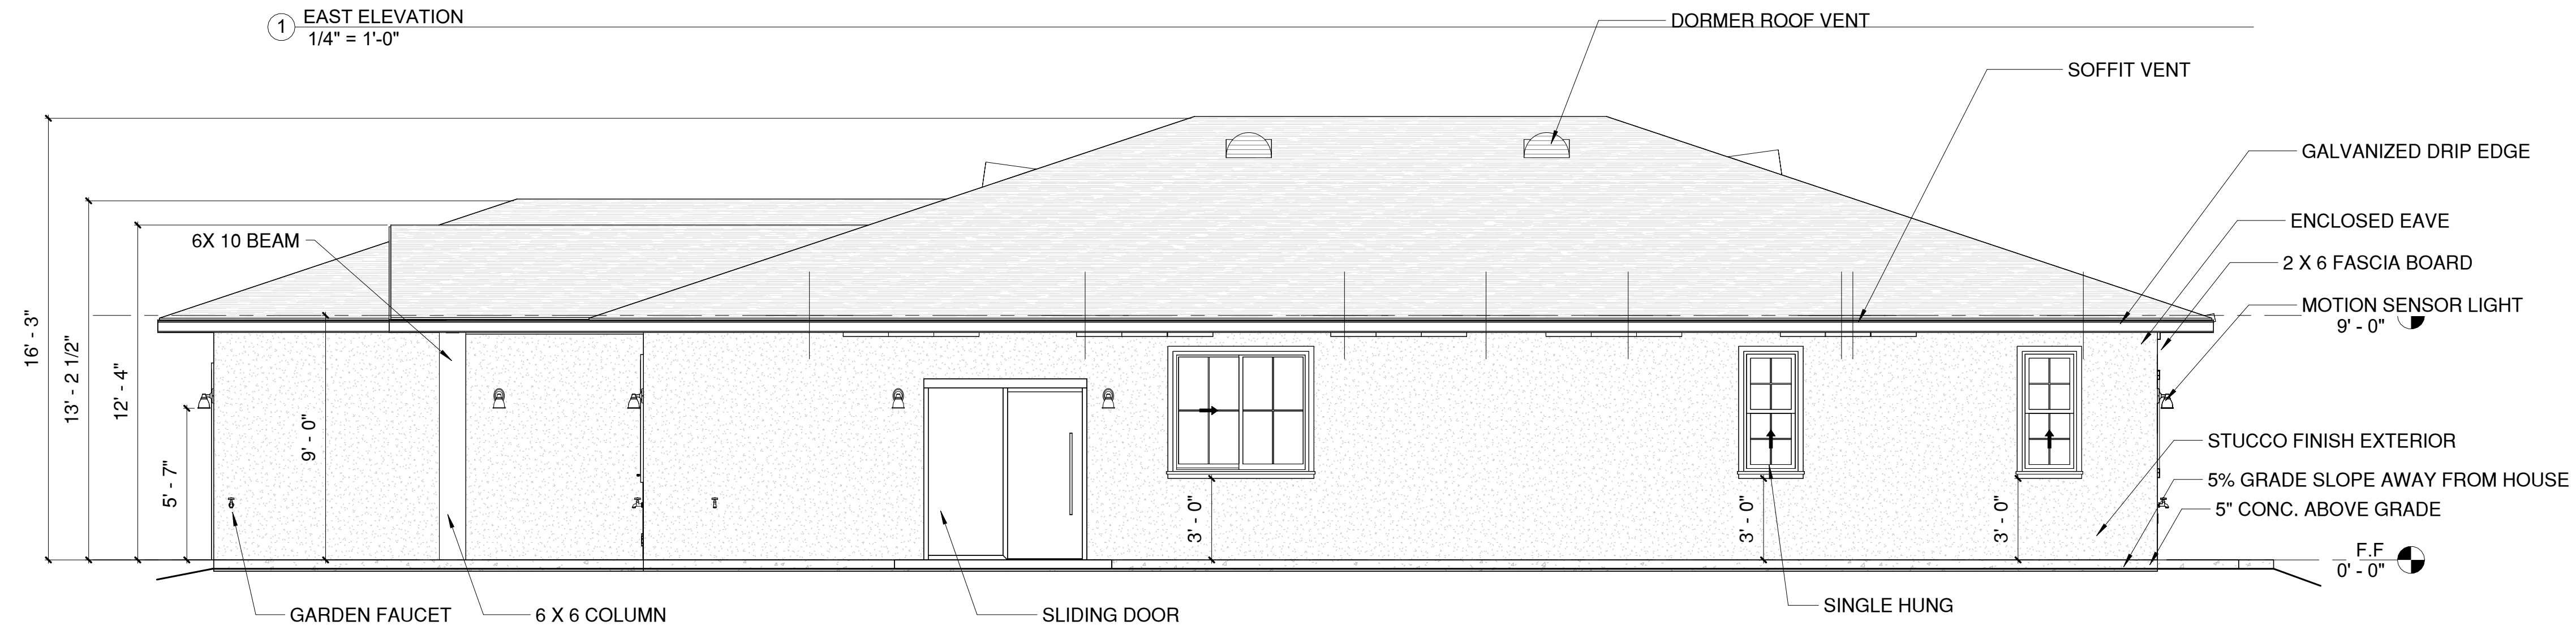 1
EAST ELEVATION
1/4" = 1'-0"
DORMER ROOF VENT
SOFFIT VENT
GALVANIZED DRIP EDGE
ENCLOSED EAVE
2 X 6 FASCIA BOARD
MOTION SENSOR LIGHT
9' - 0"
6X 10 BEAM
16' - 3"
13' - 2 1/2"
12' - 4"
5' - 7"
9' - 0"
3' - 0"
3' - 0"
3' - 0"
STUCCO FINISH EXTERIOR
5% GRADE SLOPE AWAY FROM HOUSE
5" CONC. ABOVE GRADE
F.F
0' - 0"
GARDEN FAUCET
6 X 6 COLUMN
SLIDING DOOR
SINGLE HUNG